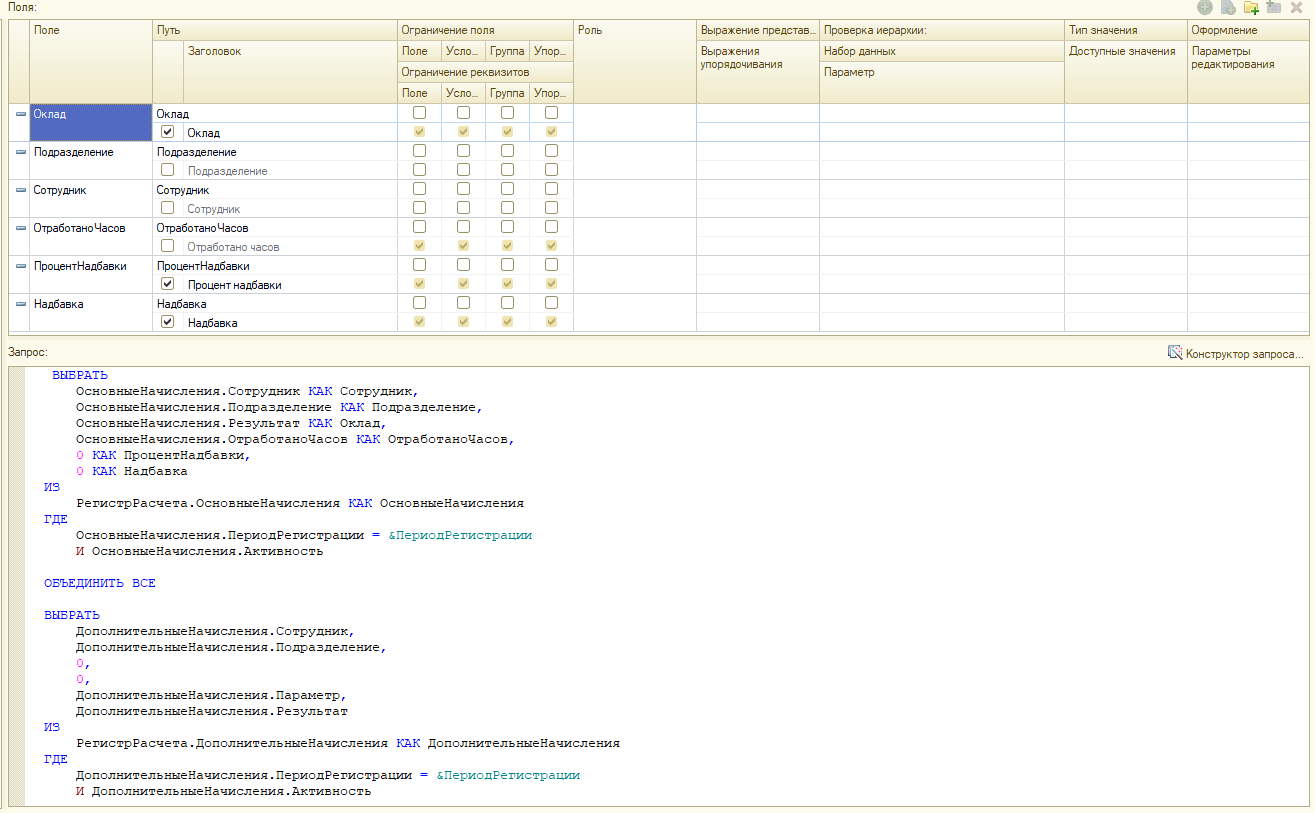 Поля:
Поле Путь Ограничение поля Роль Выражение представ... Проверка иерархии: Тип значения Оформление
Заголовок Поле Усло... Группа Упор... Выражения упорядочивания Набор данных Доступные значения Параметры редактирования
Ограничение реквизитов Параметр
Поле Усло... Группа Упор...
Оклад Оклад
Оклад
Подразделение Подразделение
Подразделение
Сотрудник Сотрудник
Сотрудник
ОтработаноЧасов ОтработаноЧасов
Отработано часов
ПроцентНадбавки ПроцентНадбавки
Процент надбавки
Надбавка Надбавка
Надбавка
Запрос: Конструктор запроса...
ВЫБРАТЬ
ОсновныеНачисления.Сотрудник КАК Сотрудник,
ОсновныеНачисления.Подразделение КАК Подразделение,
ОсновныеНачисления.Результат КАК Оклад,
ОсновныеНачисления.ОтработаноЧасов КАК ОтработаноЧасов,
0 КАК ПроцентНадбавки,
0 КАК Надбавка
ИЗ
РегистрРасчета.ОсновныеНачисления КАК ОсновныеНачисления
ГДЕ
ОсновныеНачисления.ПериодРегистрации = &ПериодРегистрации
И ОсновныеНачисления.Активность
ОБЪЕДИНИТЬ ВСЕ
ВЫБРАТЬ
ДополнительныеНачисления.Сотрудник,
ДополнительныеНачисления.Подразделение,
0,
0,
ДополнительныеНачисления.Параметр,
ДополнительныеНачисления.Результат
ИЗ
РегистрРасчета.ДополнительныеНачисления КАК ДополнительныеНачисления
ГДЕ
ДополнительныеНачисления.ПериодРегистрации = &ПериодРегистрации
И ДополнительныеНачисления.Активность